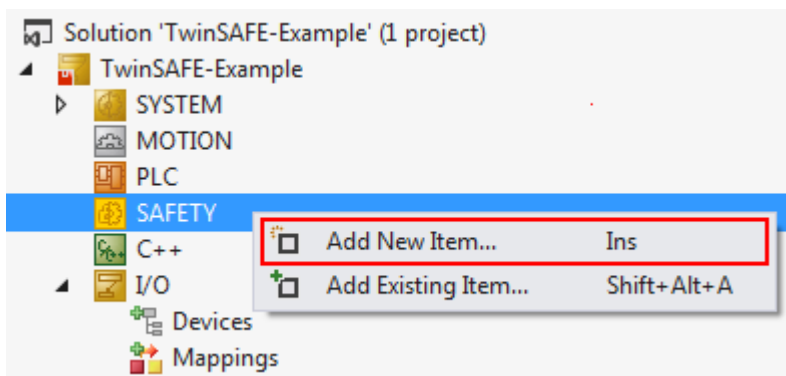 Solution 'TwinSAFE-Example' (1 project)
TwinSAFE-Example
SYSTEM
MOTION
PLC
SAFETY
Add New Item... Ins
C++
Add Existing Item... Shift+Alt+A
I/O
Devices
Mappings